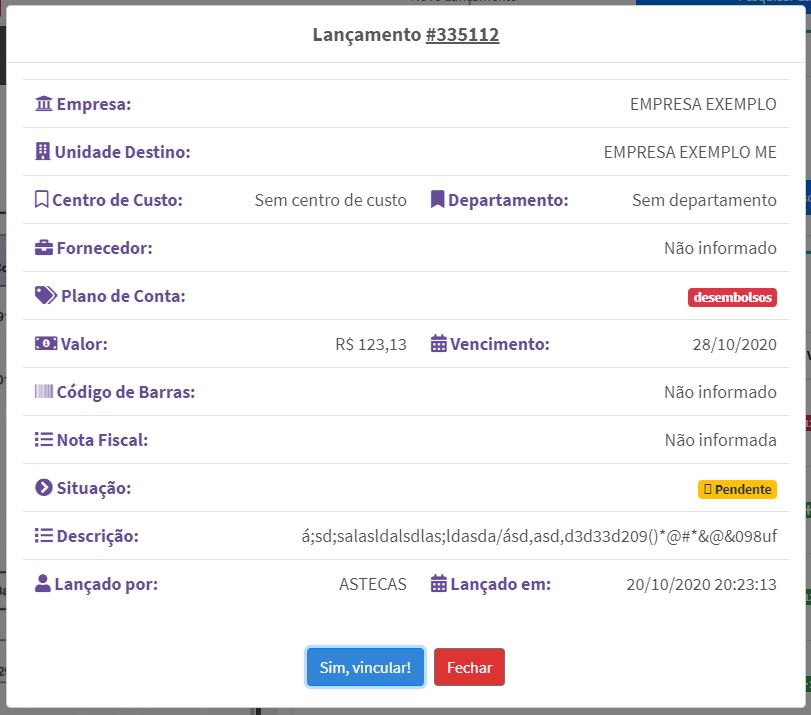 Lançamento #335112
Empresa: EMPRESA EXEMPLO
Unidade Destino: EMPRESA EXEMPLO ME
Centro de Custo: Sem centro de custo Departamento: Sem departamento
Fornecedor: Não informado
Plano de Conta: desembolsos
Valor: R$ 123,13 Vencimento: 28/10/2020
Código de Barras: Não informado
Nota Fiscal: Não informada
Situação: Pendente
Descrição: á;sd;salasldalsdlas;ldasda/ásd,asd,d3d33d209()*@#*&@&098uf
Lançado por: ASTECAS Lançado em: 20/10/2020 20:23:13
Sim, vincular! Fechar